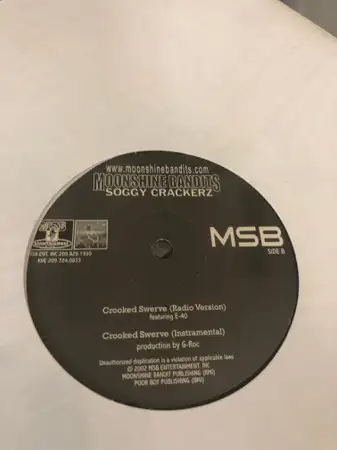 www.moonshinebandits.com
MOONSHINE BANDITS
SOGGY CRACKERZ
MSB
SIDE B
Crooked Swerve (Radio Version)
featuring E-40
Crooked Swerve (Instramental)
production by G-Roc
Unauthorized duplication is a violation of applicable laws
© 2002 MSB ENTERTAINMENT, INC
MOONSHINE BANDIT PUBLISHING (BMI)
POOR BOY PUBLISHING (BMI)